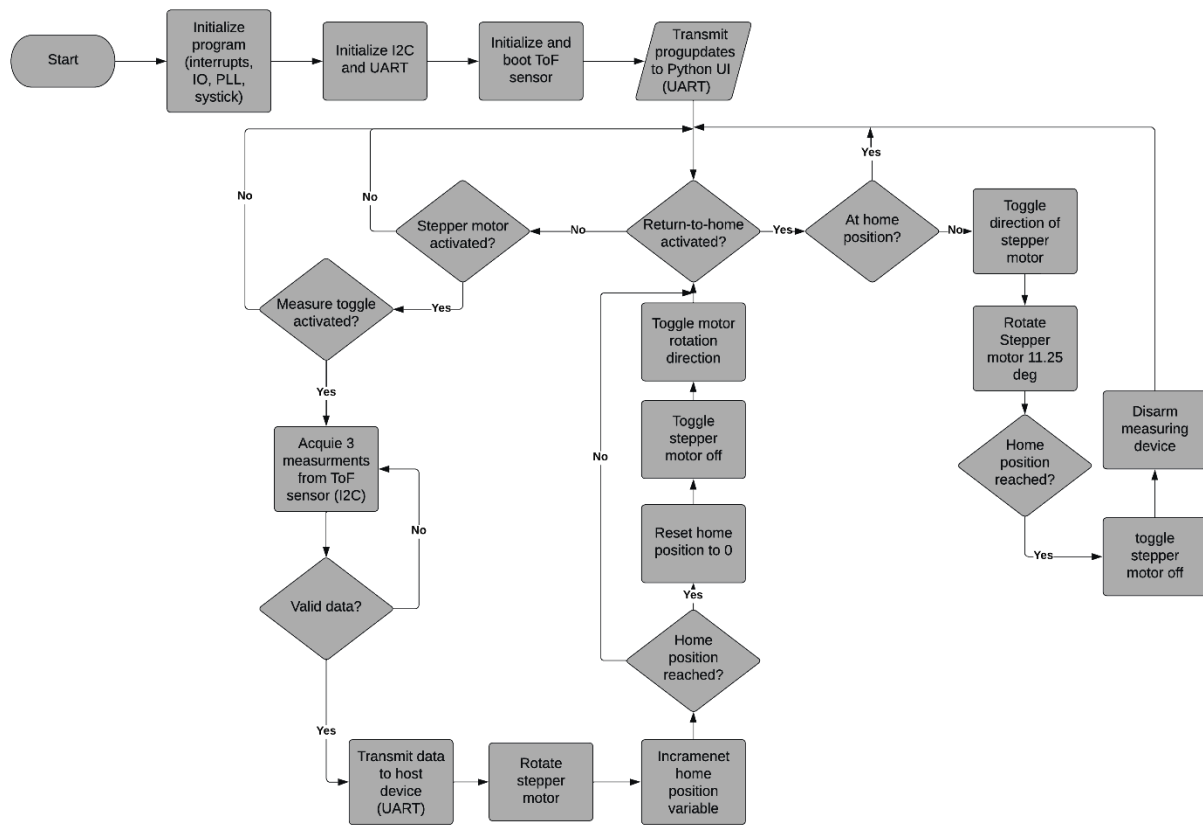 Start
Initialize
program
(interrupts,
IO, PLL,
systick)
Initialize I2C
and UART
Initialize and
boot ToF
sensor
Transmit
progupdates
to Python UI
(UART)
No
No
Yes
Stepper motor
activated?
No
Return-to-home
activated?
Yes
At home
position?
No
Toggle
direction of
stepper
motor
Measure toggle
activated?
Yes
Toggle motor
rotation
direction
Rotate
Stepper
motor 11.25
deg
Yes
Toggle
stepper
motor off
Disarm
measuring
device
Acquie 3
measurments
from ToF
sensor (I2C)
No
Home
position
reached?
No
Reset home
position to 0
Yes
toggle
stepper
motor off
Valid data?
Yes
Home
position
reached?
Yes
Transmit data
to host
device
(UART)
Rotate
stepper
motor
Incramenet
home
position
variable